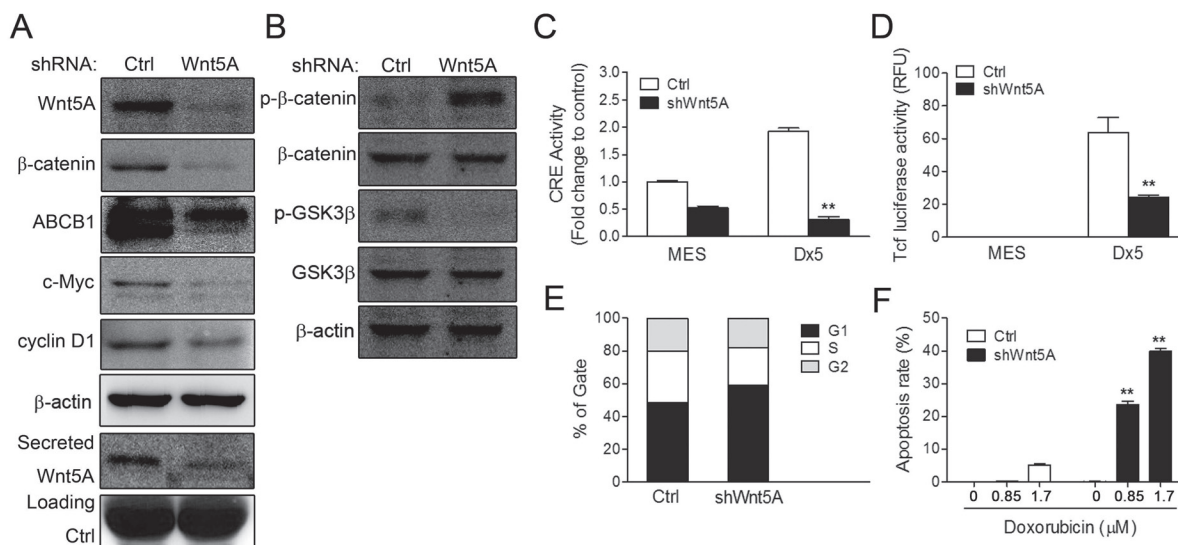 A
shRNA: Ctrl Wnt5A
Wnt5A
β-catenin
ABCB1
c-Myc
cyclin D1
β-actin
Secreted
Wnt5A
Loading
Ctrl
B
shRNA: Ctrl Wnt5A
p-β-catenin
β-catenin
p-GSK3β
GSK3β
β-actin
C
CRE Activity
(Fold change to control)
3.0
2.5
2.0
1.5
1.0
0.5
0.0
Ctrl
shWnt5A
**
MES Dx5
D
Tcf luciferase activity (RFU)
100
80
60
40
20
0
Ctrl
shWnt5A
**
MES Dx5
E
% of Gate
100
80
60
40
20
0
G1
S
G2
Ctrl shWnt5A
F
Apoptosis rate (%)
50
40
30
20
10
0
Ctrl
shWnt5A
**
**
0 0.85 1.7 0 0.85 1.7
Doxorubicin (μM)